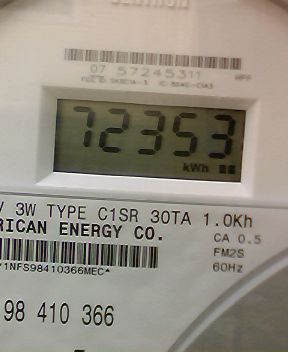 07 57245311
72353
kWh
V 3W TYPE C1SR 30TA 1.0Kh
RICAN ENERGY CO.
CA 0.5
FM2S
60Hz
Y1NFS98410366MEC*
98 410 366